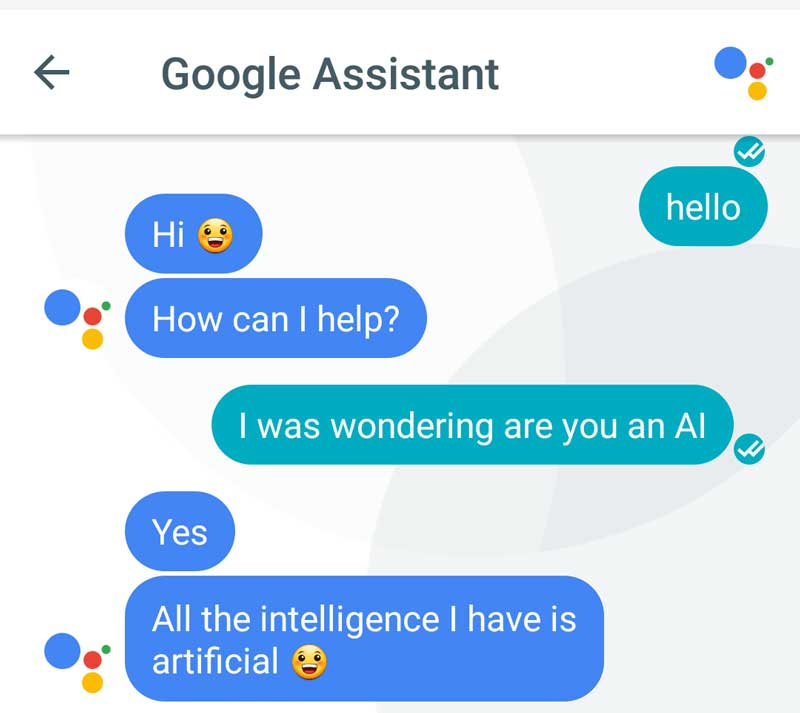 Google Assistant
hello
Hi 😀
How can I help?
I was wondering are you an AI
Yes
All the intelligence I have is
artificial 😀